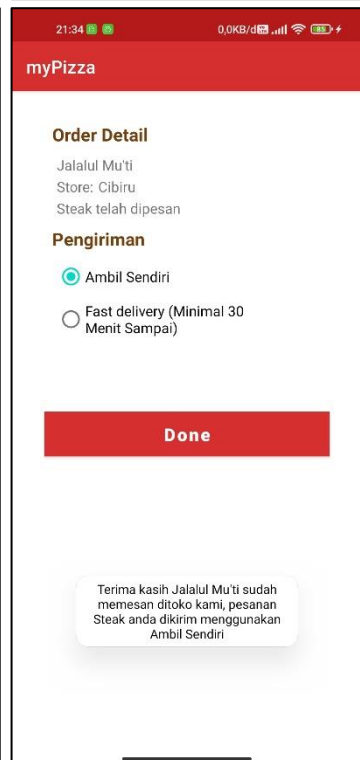 21:34 0,0KB/d 85
myPizza
Order Detail
Jalalul Mu'ti
Store: Cibiru
Steak telah dipesan
Pengiriman
Ambil Sendiri
Fast delivery (Minimal 30
Menit Sampai)
Done
Terima kasih Jalalul Mu'ti sudah
memesan ditoko kami, pesanan
Steak anda dikirim menggunakan
Ambil Sendiri